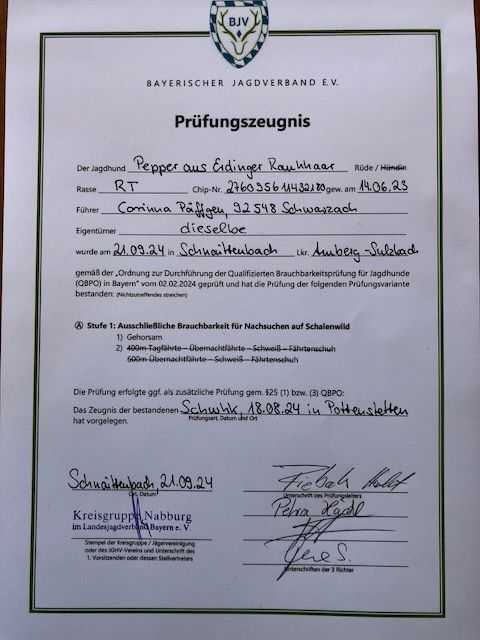 BJV
BAYERISCHER JAGDVERBAND E.V.
Prüfungszeugnis
Der Jagdhund Pepper aus Erdinger Rauhhaar Rüde / Hündin
Rasse RT Chip-Nr. 276095611432180 gew. am 14.06.23
Führer Corinna Päffgen, 92548 Schwarzach
Eigentümer dieselbe
wurde am 21.09.24 in Schnaittenbach Lkr. Amberg-Sulzbach
gemäß der „Ordnung zur Durchführung der Qualifizierten Brauchbarkeitsprüfung für Jagdhunde
(QBPO) in Bayern" vom 02.02.2024 geprüft und hat die Prüfung der folgenden Prüfungsvariante
bestanden: (Nichtzutreffendes streichen)
A Stufe 1: Ausschließliche Brauchbarkeit für Nachsuchen auf Schalenwild
1) Gehorsam
2) 400m Tagfährte – Übernachtfährte – Schweiß – Fährtenschuh
600m Übernachtfährte – Schweiß – Fährtenschuh
Die Prüfung erfolgte ggf. als zusätzliche Prüfung gem. §25 (1) bzw. (3) QBPO:
Das Zeugnis der bestandenen Schwhk, 18.08.24 in Pottenstetten
Prüfungsart, Datum und Ort
hat vorgelegen.
Schnaittenbach, 21.09.24
Ort, Datum
Unterschrift des Prüfungsleiters
Petra
Kreisgruppe Nabburg
im Landesjagdverband Bayern e. V.
Stempel der Kreisgruppe / Jägervereinigung
oder des JGHV-Vereins und Unterschrift des
1. Vorsitzenden oder dessen Stellvertreters
Unterschriften der 3 Richter